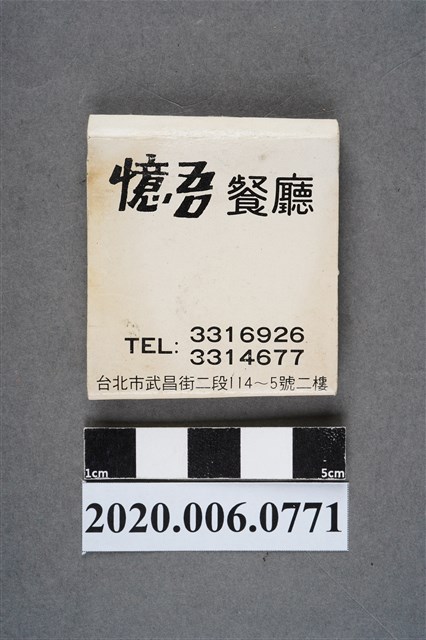 憶吾 餐廳
TEL: 3316926
3314677
台北市武昌街二段114～5號二樓
1cm 5cm
2020.006.0771